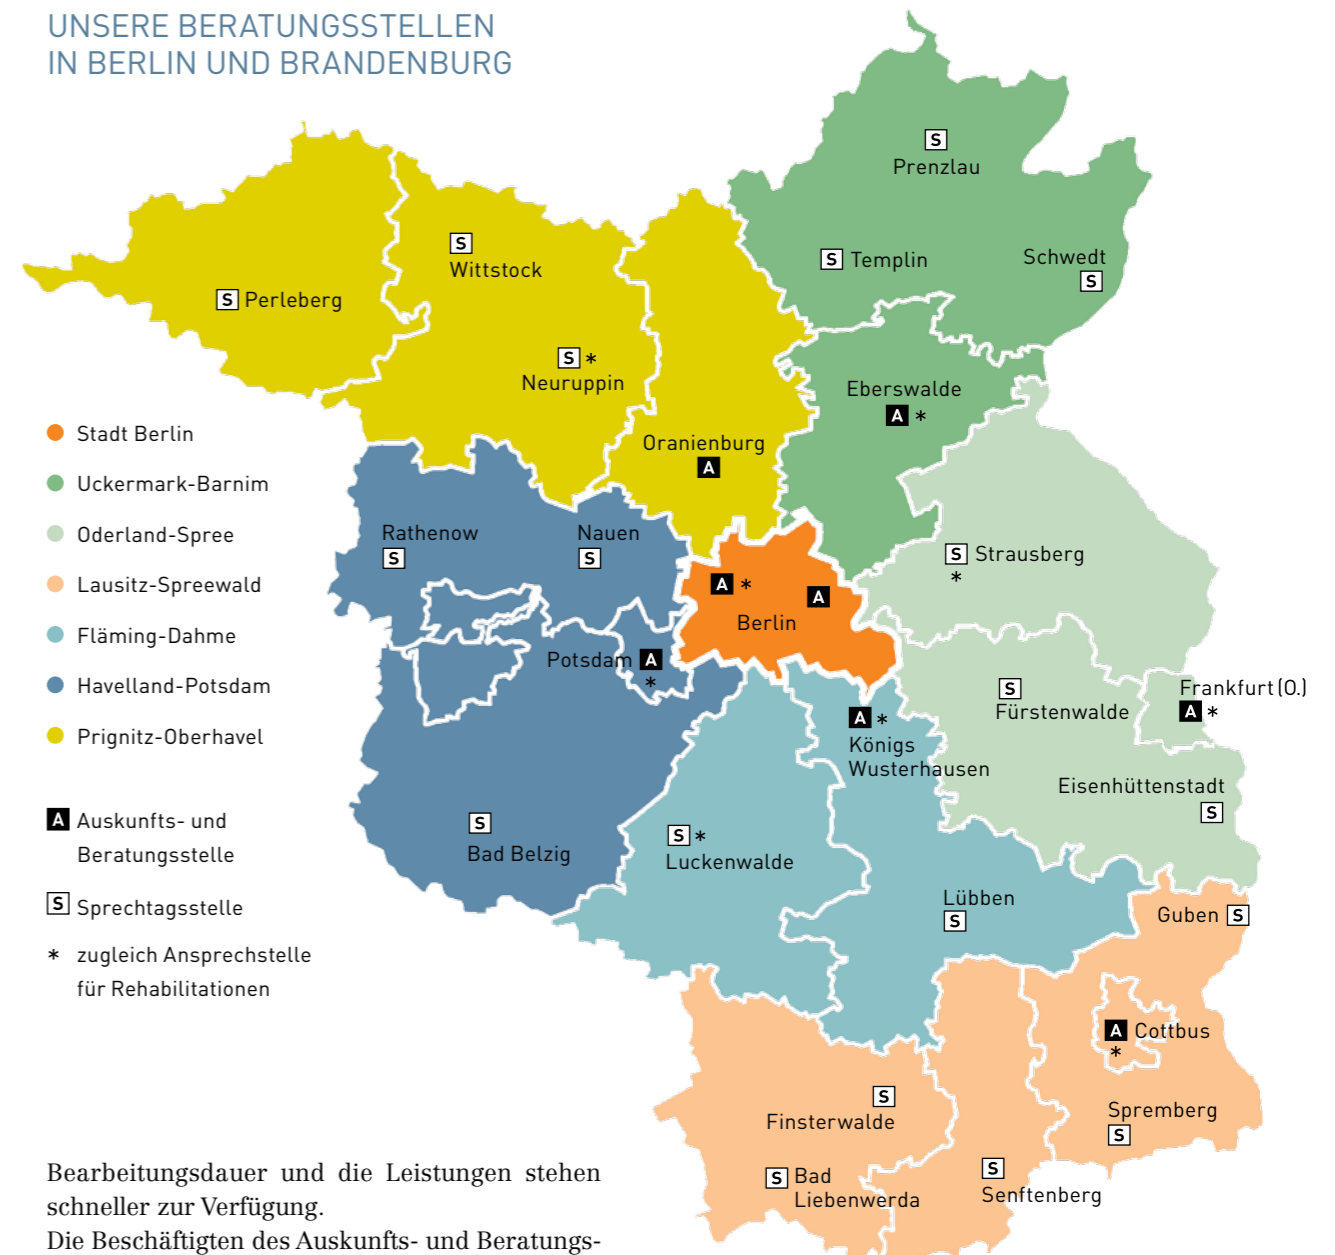 UNSERE BERATUNGSSTELLEN
IN BERLIN UND BRANDENBURG
S
Prenzlau
S Templin
Schwedt
S
S
Wittstock
S Perleberg
S *
Neuruppin
Eberswalde
A *
Oranienburg
A
Stadt Berlin
Uckermark-Barnim
Oderland-Spree
Lausitz-Spreewald
Fläming-Dahme
Havelland-Potsdam
Prignitz-Oberhavel
A Auskunfts- und
Beratungsstelle
S Sprechtagsstelle
* zugleich Ansprechstelle
für Rehabilitationen
Rathenow
S
Nauen
S
S Strausberg
*
A *
A
Berlin
Potsdam A
*
S
Fürstenwalde
Frankfurt (O.)
A *
A *
Königs
Wusterhausen
Eisenhüttenstadt
S
S
Bad Belzig
S *
Luckenwalde
Lübben
S
Guben S
A Cottbus
*
S
Finsterwalde
Spremberg
S
S Bad
Liebenwerda
S
Senftenberg
Bearbeitungsdauer und die Leistungen stehen
schneller zur Verfügung.
Die Beschäftigten des Auskunfts- und Beratungs-